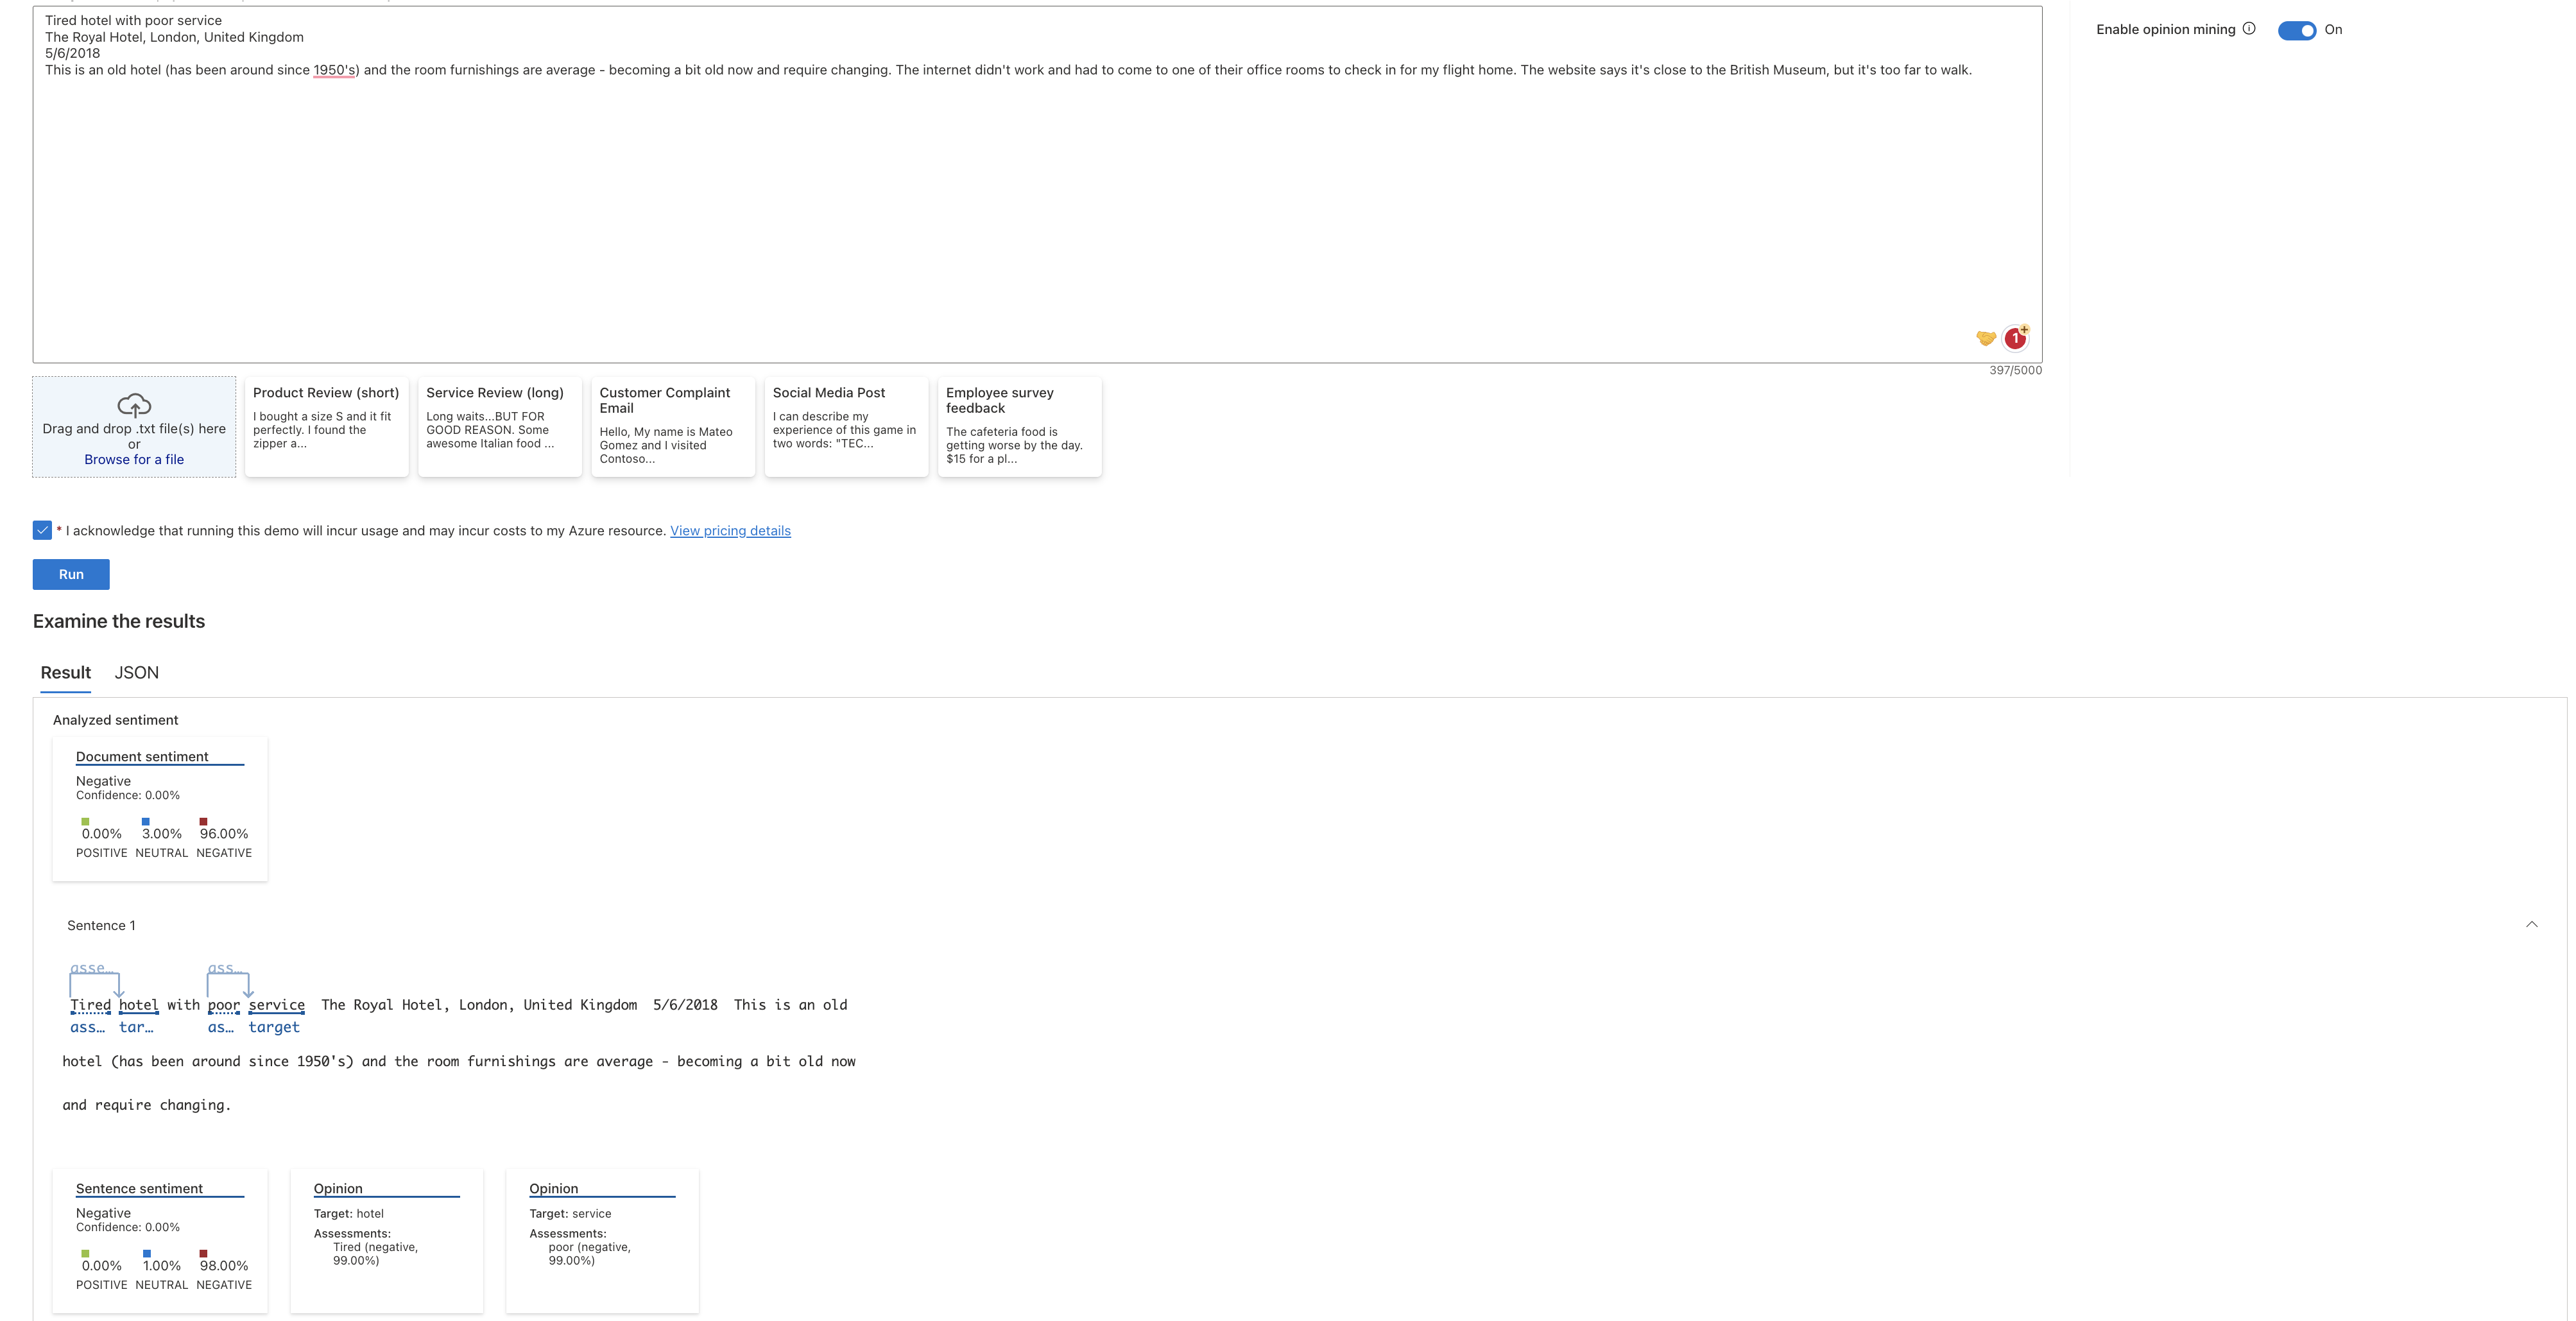 Tired hotel with poor service
The Royal Hotel, London, United Kingdom
5/6/2018
This is an old hotel (has been around since 1950's) and the room furnishings are average - becoming a bit old now and require changing. The internet didn't work and had to come to one of their office rooms to check in for my flight home. The website says it's close to the British Museum, but it's too far to walk.
Enable opinion mining
On
1
397/5000
Drag and drop .txt file(s) here
or
Browse for a file
Product Review (short)
I bought a size S and it fit
perfectly. I found the
zipper a...
Service Review (long)
Long waits...BUT FOR
GOOD REASON. Some
awesome Italian food ...
Customer Complaint
Email
Hello, My name is Mateo
Gomez and I visited
Contoso...
Social Media Post
I can describe my
experience of this game in
two words: "TEC...
Employee survey
feedback
The cafeteria food is
getting worse by the day.
$15 for a pl...
* I acknowledge that running this demo will incur usage and may incur costs to my Azure resource. View pricing details
Run
Examine the results
Result JSON
Analyzed sentiment
Document sentiment
Negative
Confidence: 0.00%
0.00% 3.00% 96.00%
POSITIVE NEUTRAL NEGATIVE
Sentence 1
asse... ass...
Tired hotel with poor service The Royal Hotel, London, United Kingdom 5/6/2018 This is an old
ass... tar... as... target
hotel (has been around since 1950's) and the room furnishings are average - becoming a bit old now
and require changing.
Sentence sentiment
Negative
Confidence: 0.00%
0.00% 1.00% 98.00%
POSITIVE NEUTRAL NEGATIVE
Opinion
Target: hotel
Assessments:
Tired (negative,
99.00%)
Opinion
Target: service
Assessments:
poor (negative,
99.00%)